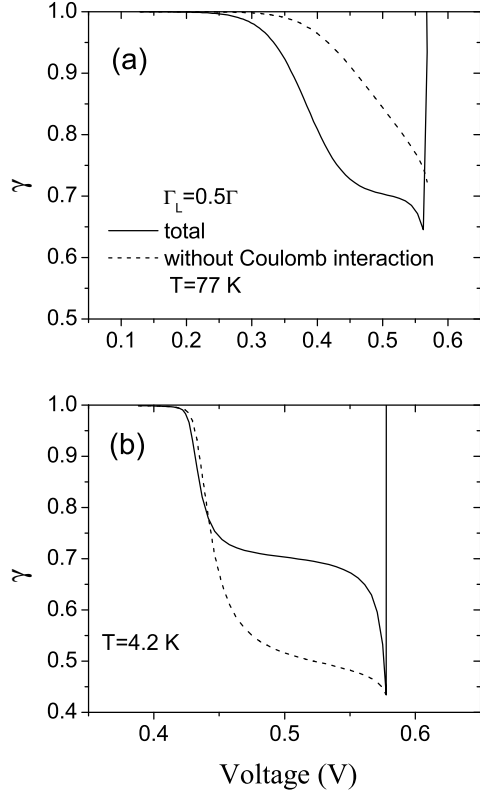 1.0
(a)
0.9
0.8
γ
0.7
Γ_L=0.5Γ
total
0.6
without Coulomb interaction
T=77 K
0.5
0.1 0.2 0.3 0.4 0.5 0.6
1.0
(b)
0.9
0.8
γ
0.7
0.6
T=4.2 K
0.5
0.4
0.4 0.5 0.6
Voltage (V)